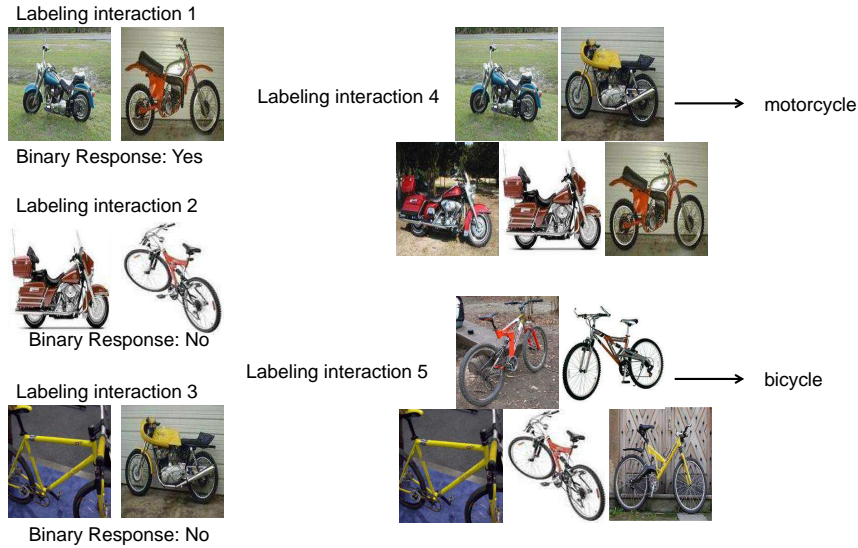 Labeling interaction 1
Binary Response: Yes
Labeling interaction 2
Binary Response: No
Labeling interaction 3
Binary Response: No
Labeling interaction 4
motorcycle
Labeling interaction 5
bicycle